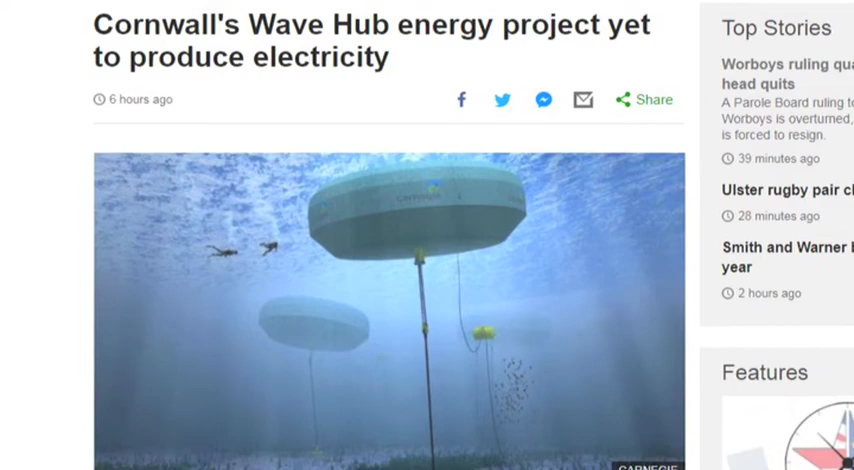 Cornwall's Wave Hub energy project yet
to produce electricity
6 hours ago
Share
Top Stories
Worboys ruling
head quits
A Parole Board ruling
Worboys is overturned,
is forced to resign.
39 minutes ago
Ulster rugby pair
28 minutes ago
Smith and Warner
year
2 hours ago
Features
CARNEGIE